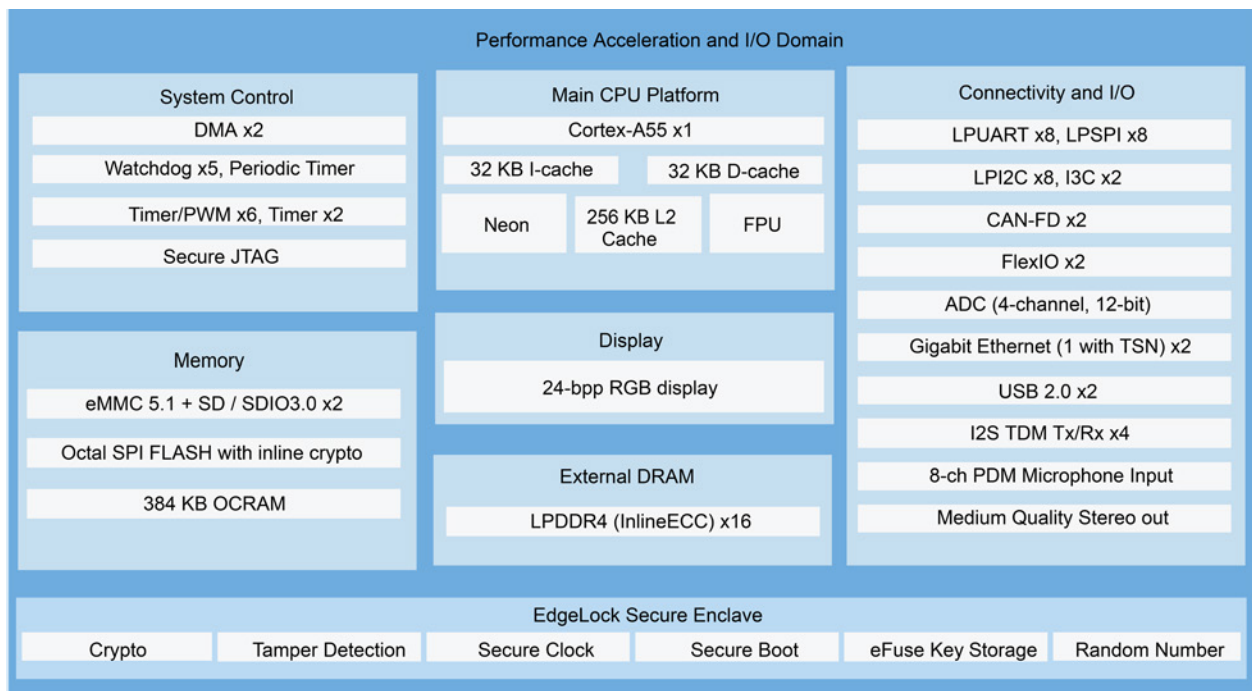 Performance Acceleration and I/O Domain
System Control
DMA x2
Watchdog x5, Periodic Timer
Timer/PWM x6, Timer x2
Secure JTAG
Memory
eMMC 5.1 + SD / SDIO3.0 x2
Octal SPI FLASH with inline crypto
384 KB OCRAM
Main CPU Platform
Cortex-A55 x1
32 KB I-cache
32 KB D-cache
Neon
256 KB L2
Cache
FPU
Display
24-bpp RGB display
External DRAM
LPDDR4 (InlineECC) x16
Connectivity and I/O
LPUART x8, LPSPI x8
LPI2C x8, I3C x2
CAN-FD x2
FlexIO x2
ADC (4-channel, 12-bit)
Gigabit Ethernet (1 with TSN) x2
USB 2.0 x2
I2S TDM Tx/Rx x4
8-ch PDM Microphone Input
Medium Quality Stereo out
EdgeLock Secure Enclave
Crypto
Tamper Detection
Secure Clock
Secure Boot
eFuse Key Storage
Random Number